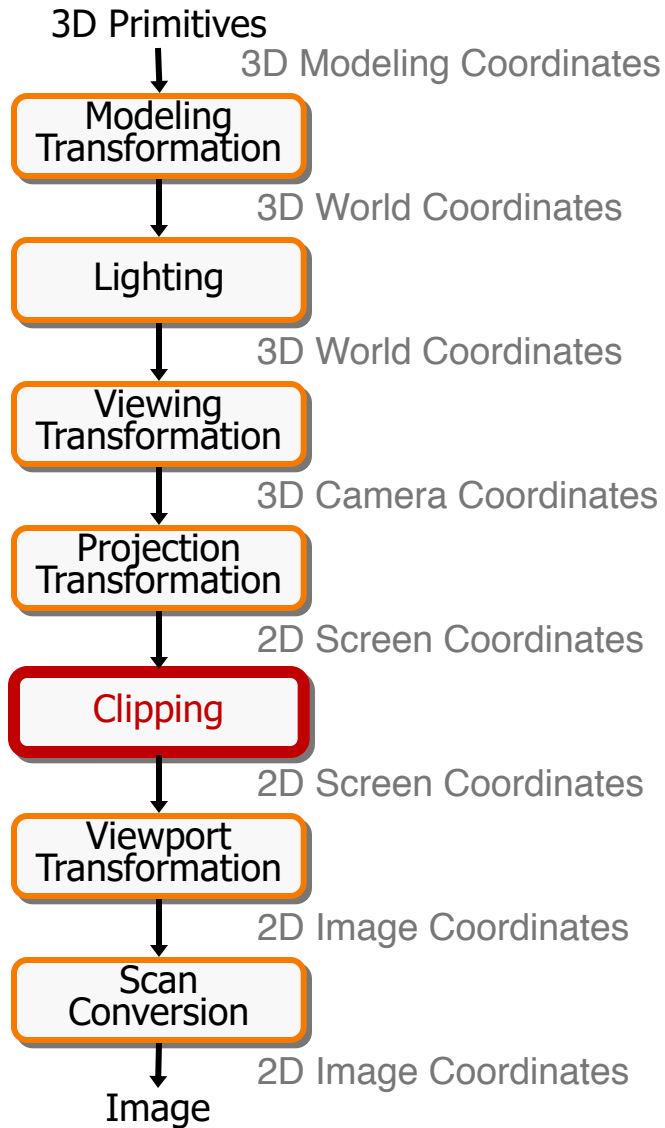 3D Primitives
3D Modeling Coordinates
Modeling
Transformation
3D World Coordinates
Lighting
3D World Coordinates
Viewing
Transformation
3D Camera Coordinates
Projection
Transformation
2D Screen Coordinates
Clipping
2D Screen Coordinates
Viewport
Transformation
2D Image Coordinates
Scan
Conversion
2D Image Coordinates
Image